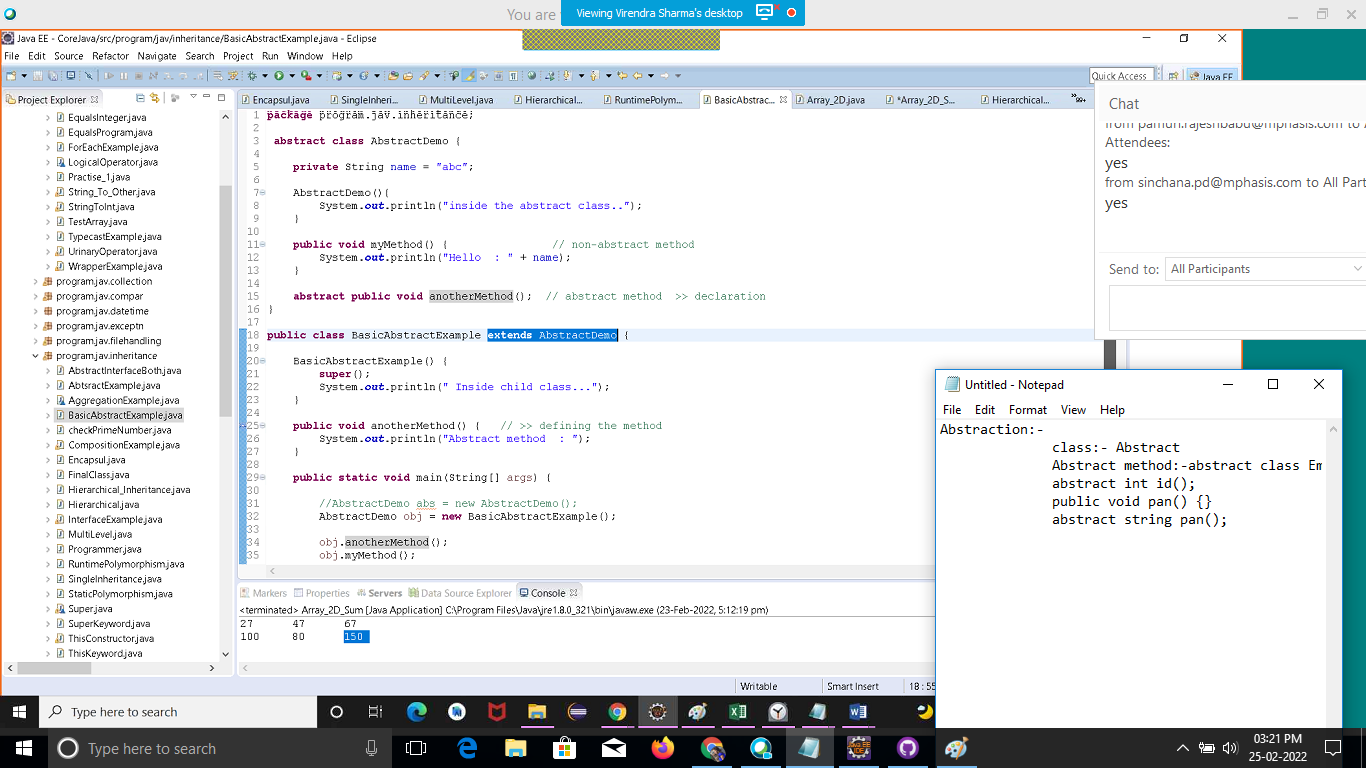 You are
Viewing Virendra Sharma's desktop
Java EE - CoreJava/src/program/jav/inheritance/BasicAbstractExample.java - Eclipse
File Edit Source Refactor Navigate Search Project Run Window Help
Quick Access
Java EE
Project Explorer
EqualsInteger.java
EqualsProgram.java
ForEachExample.java
LogicalOperator.java
Practise_1.java
String_To_Other.java
StringToInt.java
TestArray.java
TypecastExample.java
UrinaryOperator.java
WrapperExample.java
program.jav.collection
program.jav.compar
program.jav.datetime
program.jav.exceptn
program.jav.filehandling
program.jav.inheritance
AbstractInterfaceBoth.java
AbtsractExample.java
AggregationExample.java
BasicAbstractExample.java
checkPrimeNumber.java
CompositionExample.java
Encapsul.java
FinalClass.java
Hierarchical_Inheritance.java
Hierarchical.java
InterfaceExample.java
MultiLevel.java
Programmer.java
RuntimePolymorphism.java
SingleInheritance.java
StaticPolymorphism.java
Super.java
SuperKeyword.java
ThisConstructor.java
ThisKeyword.java
Encapsul.java SingleInheri... MultiLevel.java Hierarchical... RuntimePolym... BasicAbstrac... Array_2D.java *Array_2D_S... Hierarchical...
1 package program.jav.inheritance;
2
3 abstract class AbstractDemo {
4
5 private String name = "abc";
6
7 AbstractDemo(){
8 System.out.println("inside the abstract class..");
9 }
10
11 public void myMethod() { // non-abstract method
12 System.out.println("Hello : " + name);
13 }
14
15 abstract public void anotherMethod(); // abstract method >> declaration
16 }
17
18 public class BasicAbstractExample extends AbstractDemo {
19
20 BasicAbstractExample() {
21 super();
22 System.out.println(" Inside child class...");
23 }
24
25 public void anotherMethod() { // >> defining the method
26 System.out.println("Abstract method : ");
27 }
28
29 public static void main(String[] args) {
30
31 //AbstractDemo abs = new AbstractDemo();
32 AbstractDemo obj = new BasicAbstractExample();
33
34 obj.anotherMethod();
35 obj.myMethod();
Markers Properties Servers Data Source Explorer Console
<terminated> Array_2D_Sum [Java Application] C:\Program Files\Java\jre1.8.0_321\bin\javaw.exe (23-Feb-2022, 5:12:19 pm)
27 47 67
100 80 150
Writable Smart Insert 18 : 55
Chat
from pamuri.rajeshbabu@mphasis.com to A
Attendees:
yes
from sinchana.pd@mphasis.com to All Part
yes
Send to: All Participants
Untitled - Notepad
File Edit Format View Help
Abstraction:-
class:- Abstract
Abstract method:-abstract class Em
abstract int id();
public void pan() {}
abstract string pan();
Type here to search
Type here to search
03:21 PM
25-02-2022